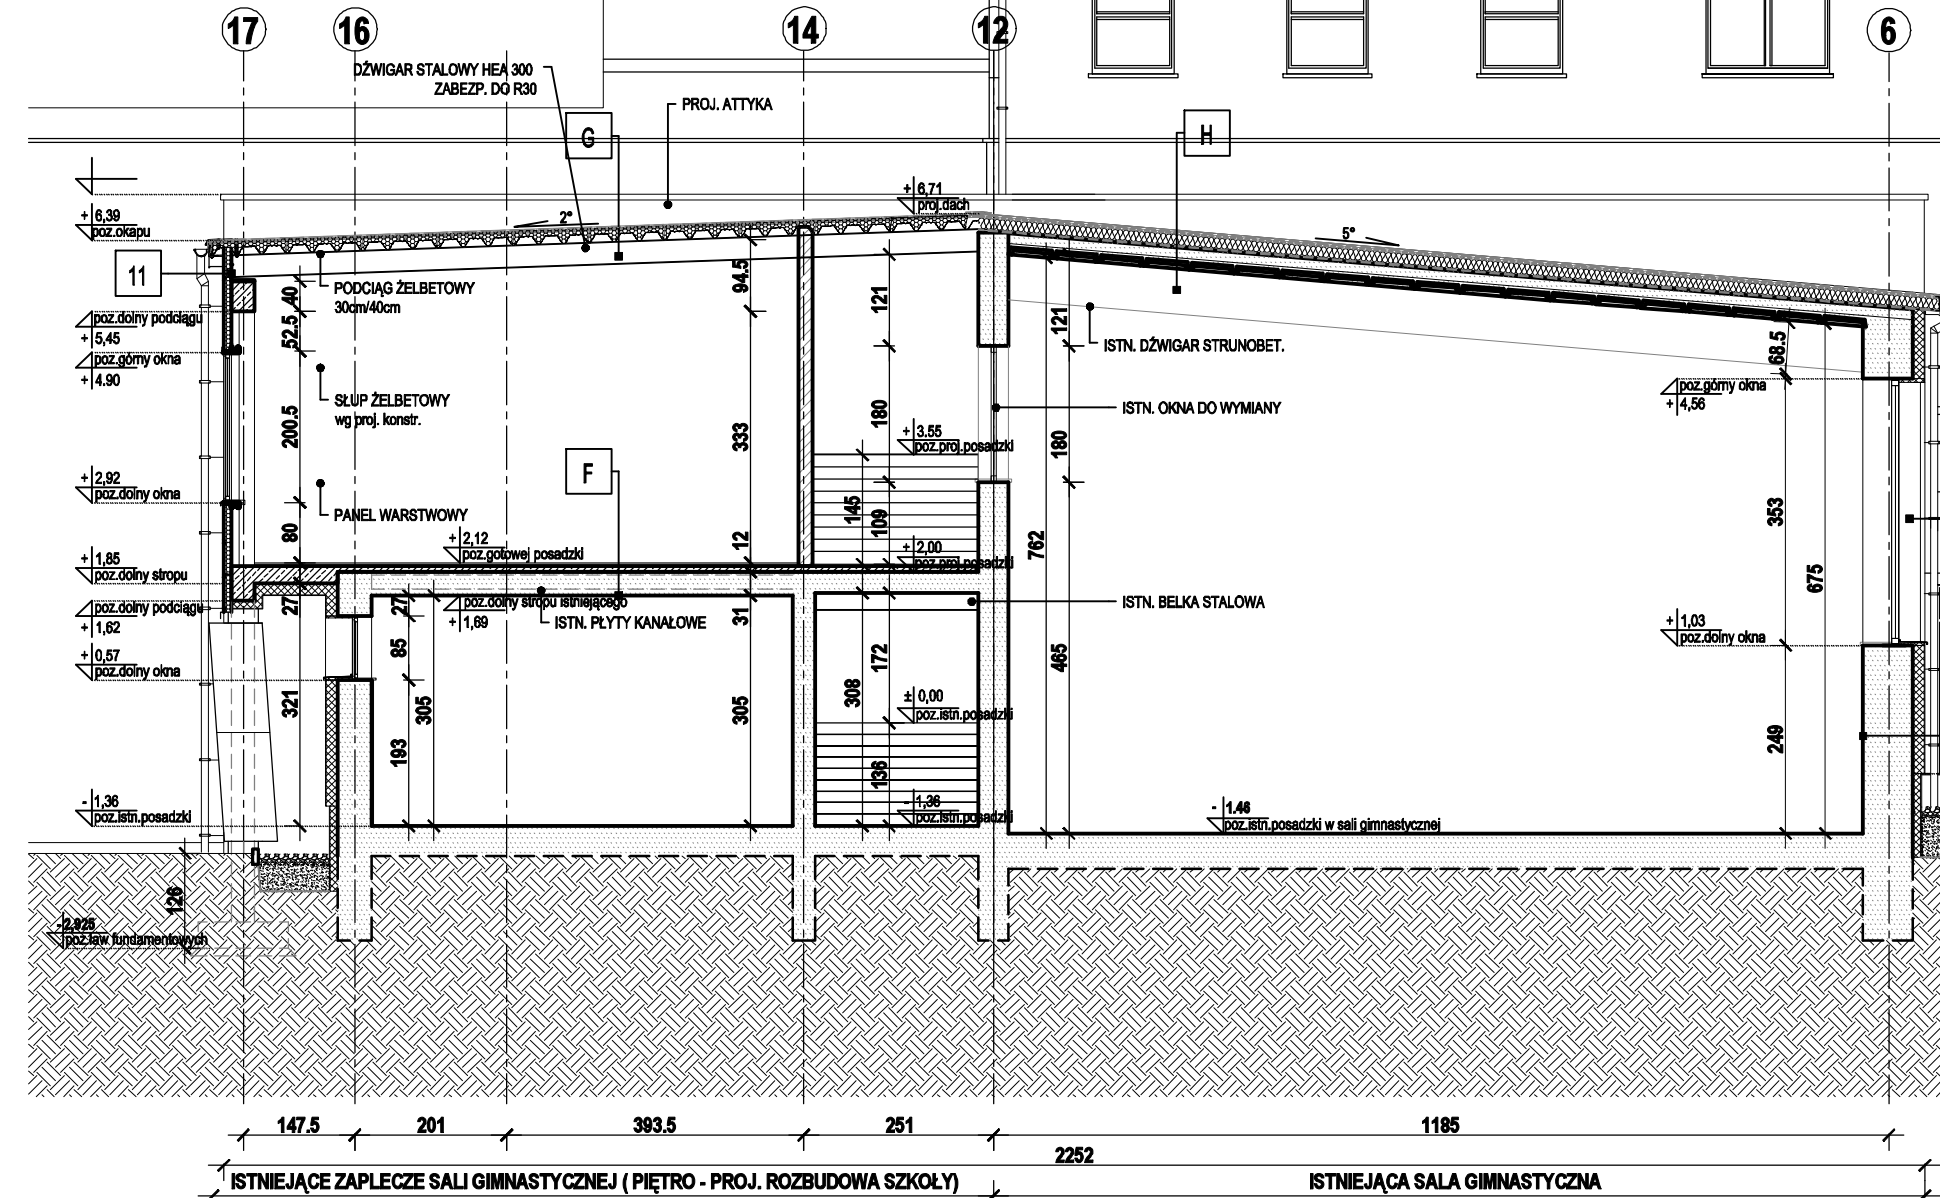 17
16
14
12
6
DŹWIGAR STALOWY HEA 300
ZABEZP. DO R30
PROJ. ATTYKA
G
H
+ 6,71
proj.dach
+ 6,39
poz.okapu
2°
5°
11
PODCIĄG ŻELBETOWY
30cm/40cm
40
94.5
121
121
52.5
poz.dolny podciągu
+ 5,45
poz.górny okna
+ 4.90
ISTN. DŹWIGAR STRUNOBET.
68.5
poz.górny okna
+ 4,56
SŁUP ŻELBETOWY
wg proj. konstr.
ISTN. OKNA DO WYMIANY
200.5
333
180
180
+ 3.55
poz.proj.posadzki
F
+ 2,92
poz.dolny okna
PANEL WARSTWOWY
145
109
353
80
12
762
+ 2,12
poz.gotowej posadzki
+ 2,00
poz.proj.posadzki
+ 1,85
poz.dolny stropu
675
27
27
31
poz.dolny podciągu
+ 1,62
poz.dolny stropu istniejącego
+ 1,69
ISTN. PŁYTY KANAŁOWE
ISTN. BELKA STALOWA
+ 1,03
poz.dolny okna
85
172
465
+ 0,57
poz.dolny okna
321
305
305
308
± 0,00
poz.istn.posadzki
193
136
249
- 1,36
poz.istn.posadzki
- 1,36
poz.istn.posadzki
- 1.46
poz.istn.posadzki w sali gimnastycznej
126
- 2,925
poz.ław fundamentowych
147.5
201
393.5
251
1185
2252
ISTNIEJĄCE ZAPLECZE SALI GIMNASTYCZNEJ ( PIĘTRO - PROJ. ROZBUDOWA SZKOŁY)
ISTNIEJĄCA SALA GIMNASTYCZNA